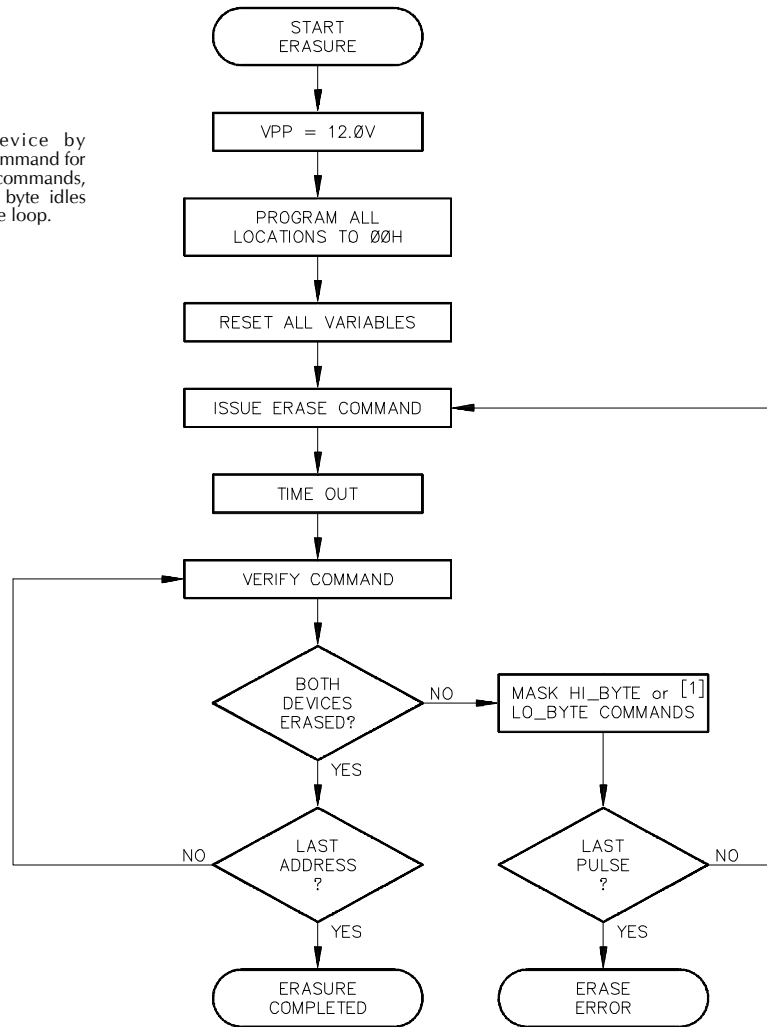 START
ERASURE
VPP = 12.0V
evice by
ommand for
commands,
byte idles
e loop.
PROGRAM ALL
LOCATIONS TO 00H
RESET ALL VARIABLES
ISSUE ERASE COMMAND
TIME OUT
VERIFY COMMAND
BOTH
DEVICES
ERASED?
NO
MASK HI_BYTE or [1]
LO_BYTE COMMANDS
YES
LAST
ADDRESS
?
NO
LAST
PULSE
?
NO
YES
YES
ERASURE
COMPLETED
ERASE
ERROR